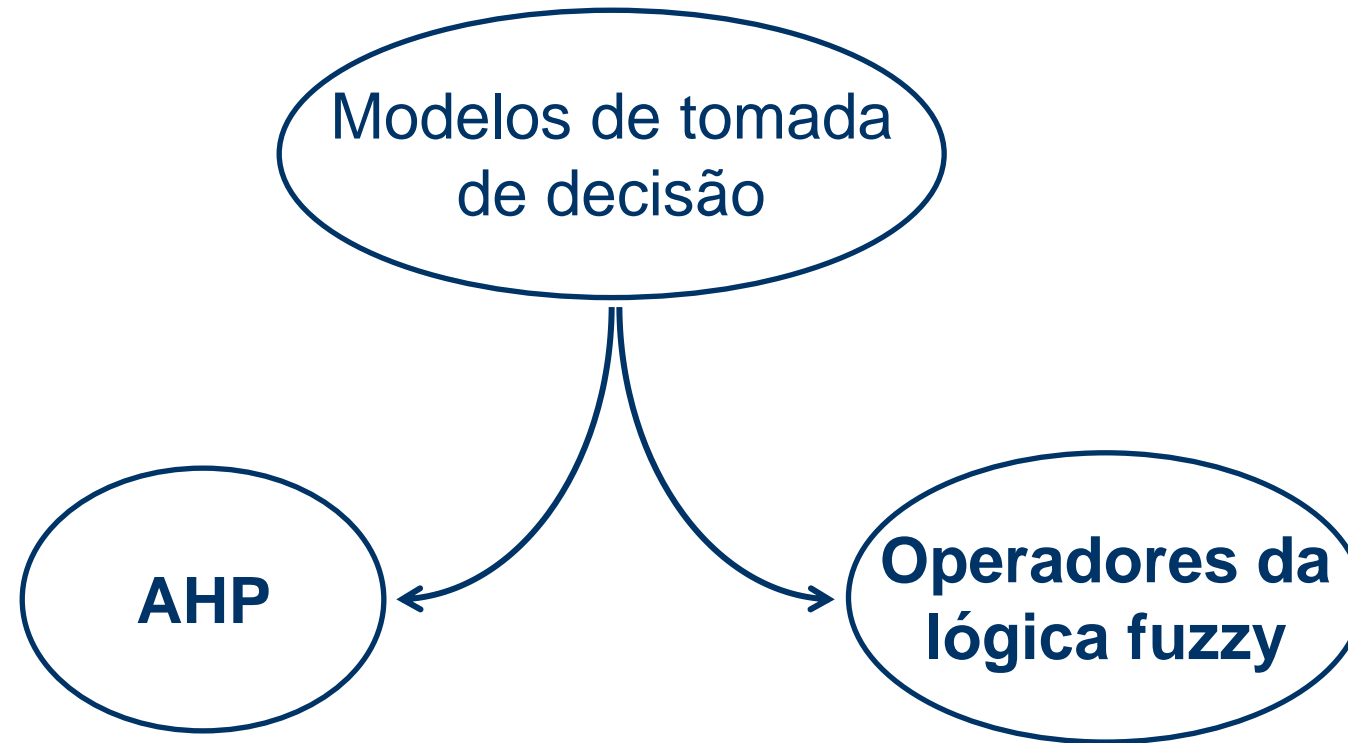 Modelos de tomada
de decisão
AHP
Operadores da
lógica fuzzy